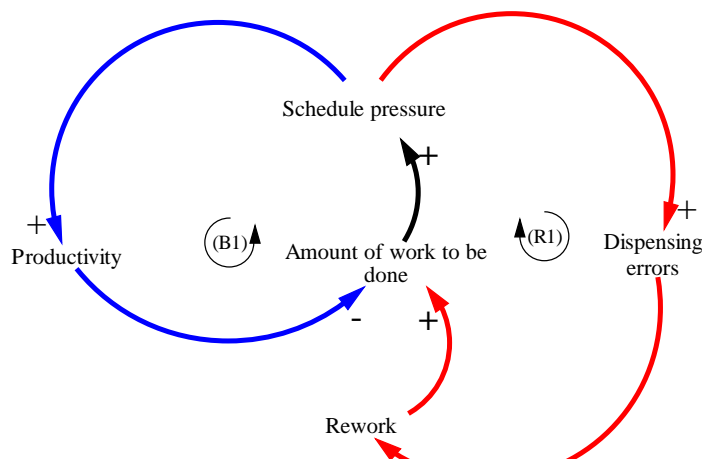 Schedule pressure
+
+
+
Productivity
(B1)
Amount of work to be
done
(R1)
Dispensing
errors
-
+
Rework